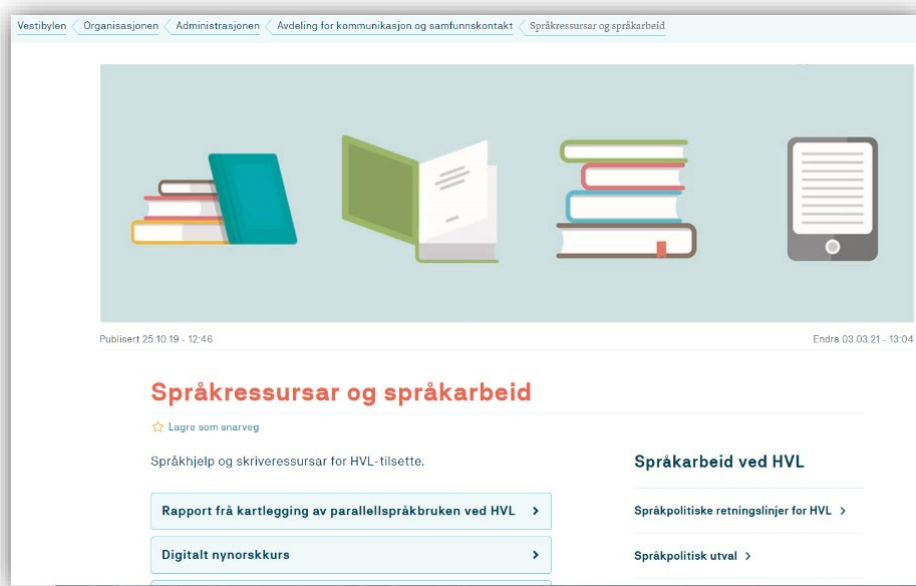 Vestibylen Organisasjonen Administrasjonen Avdeling for kommunikasjon og samfunnskontakt Språkressursar og språkarbeid
Publisert 25.10.19 - 12:46
Endra 03.03.21 - 13:04
Språkressursar og språkarbeid
Lagre som snarveg
Språkhjelp og skriveressursar for HVL-tilsette.
Rapport frå kartlegging av parallellspråkbruken ved HVL
Digitalt nynorskkurs
Språkarbeid ved HVL
Språkpolitiske retningslinjer for HVL
Språkpolitisk utval